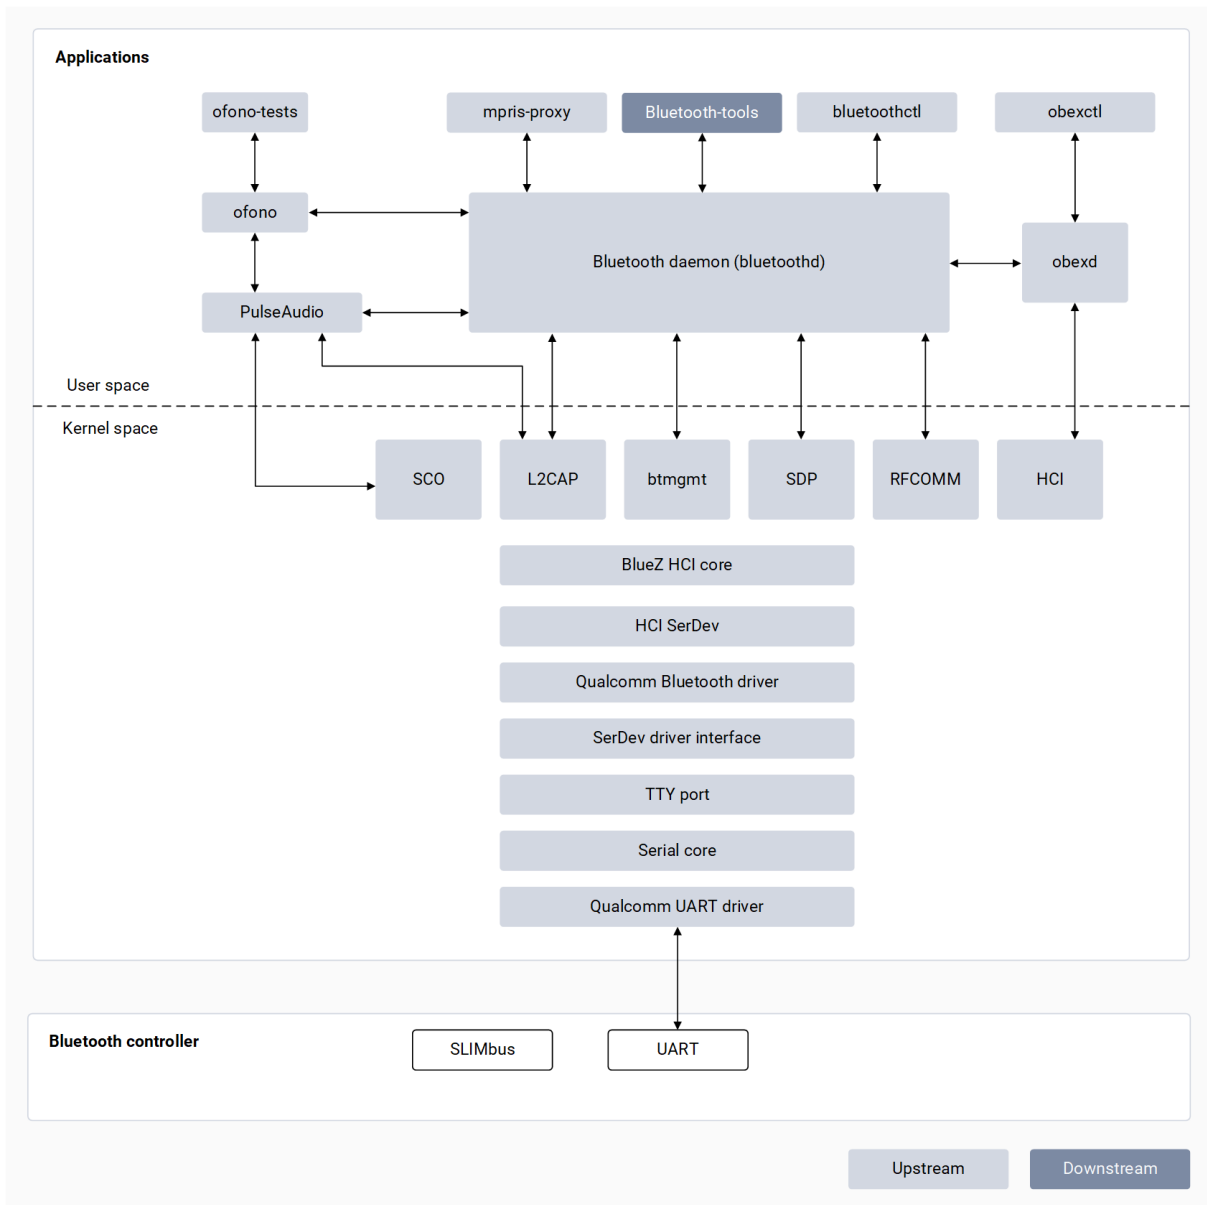 Applications
ofono-tests
mpris-proxy
Bluetooth-tools
bluetoothctl
obexctl
ofono
Bluetooth daemon (bluetoothd)
obexd
PulseAudio
User space
Kernel space
SCO
L2CAP
btmgmt
SDP
RFCOMM
HCI
BlueZ HCI core
HCI SerDev
Qualcomm Bluetooth driver
SerDev driver interface
TTY port
Serial core
Qualcomm UART driver
Bluetooth controller
SLIMbus
UART
Upstream
Downstream